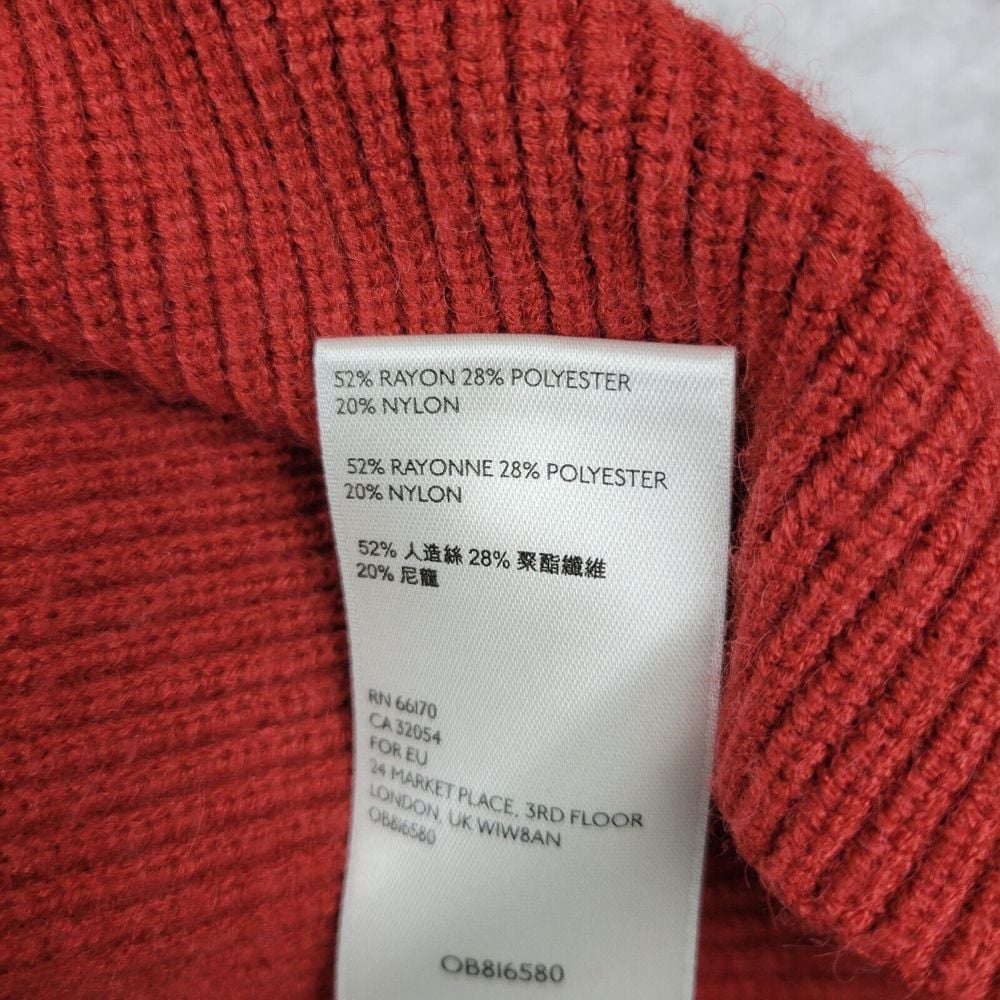 52% RAYON 28% POLYESTER
20% NYLON
52% RAYONNE 28% POLYESTER
20% NYLON
52% 人造絲 28% 聚酯纖維
20% 尼龍
RN 66170
CA 32054
FOR EU
24 MARKET PLACE, 3RD FLOOR
LONDON, UK W1W8AN
OB816580
OB816580